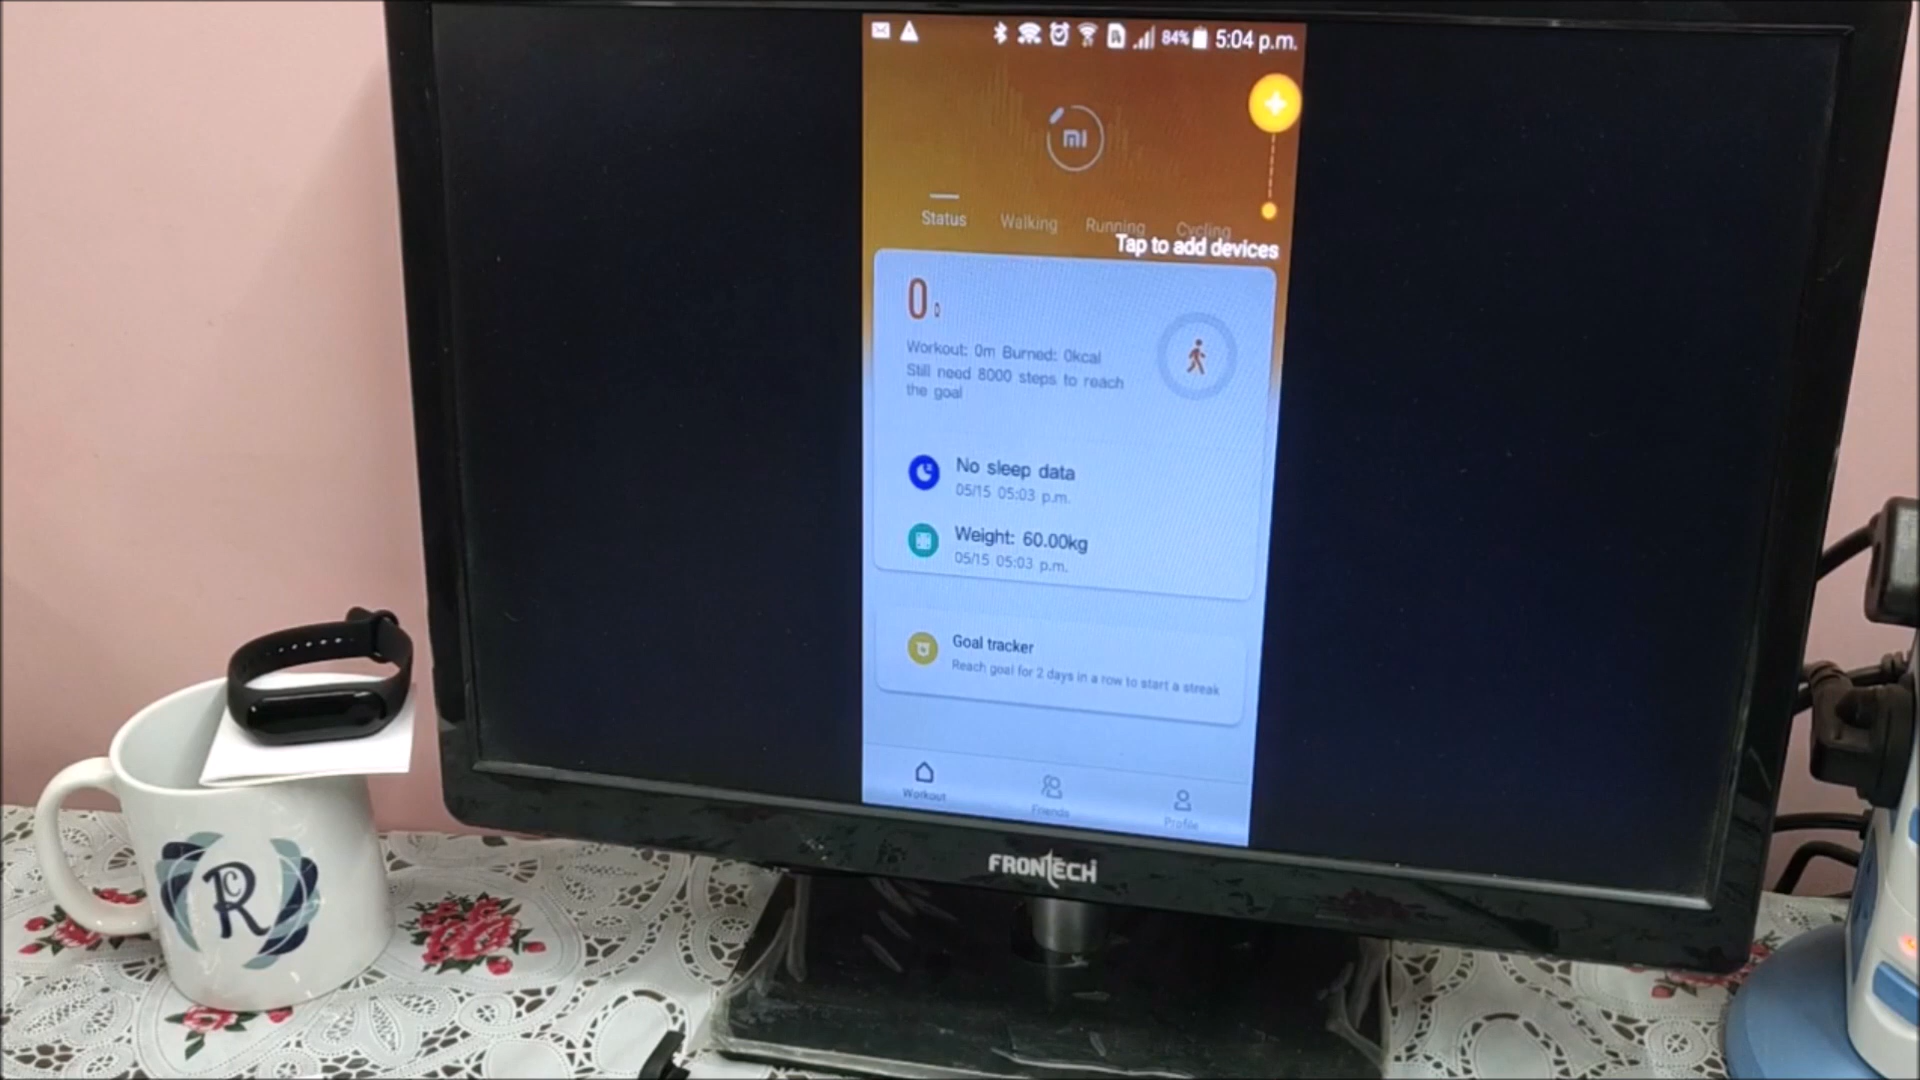 84% 5:04 p.m.
mi
Status Walking Running Cycling
Tap to add devices
0
Workout: 0m Burned: 0kcal
Still need 8000 steps to reach
the goal
No sleep data
05/15 05:03 p.m.
Weight: 60.00kg
05/15 05:03 p.m.
Goal tracker
Reach goal for 2 days in a row to start a streak
Workout Friends Profile
FRONTECH
R